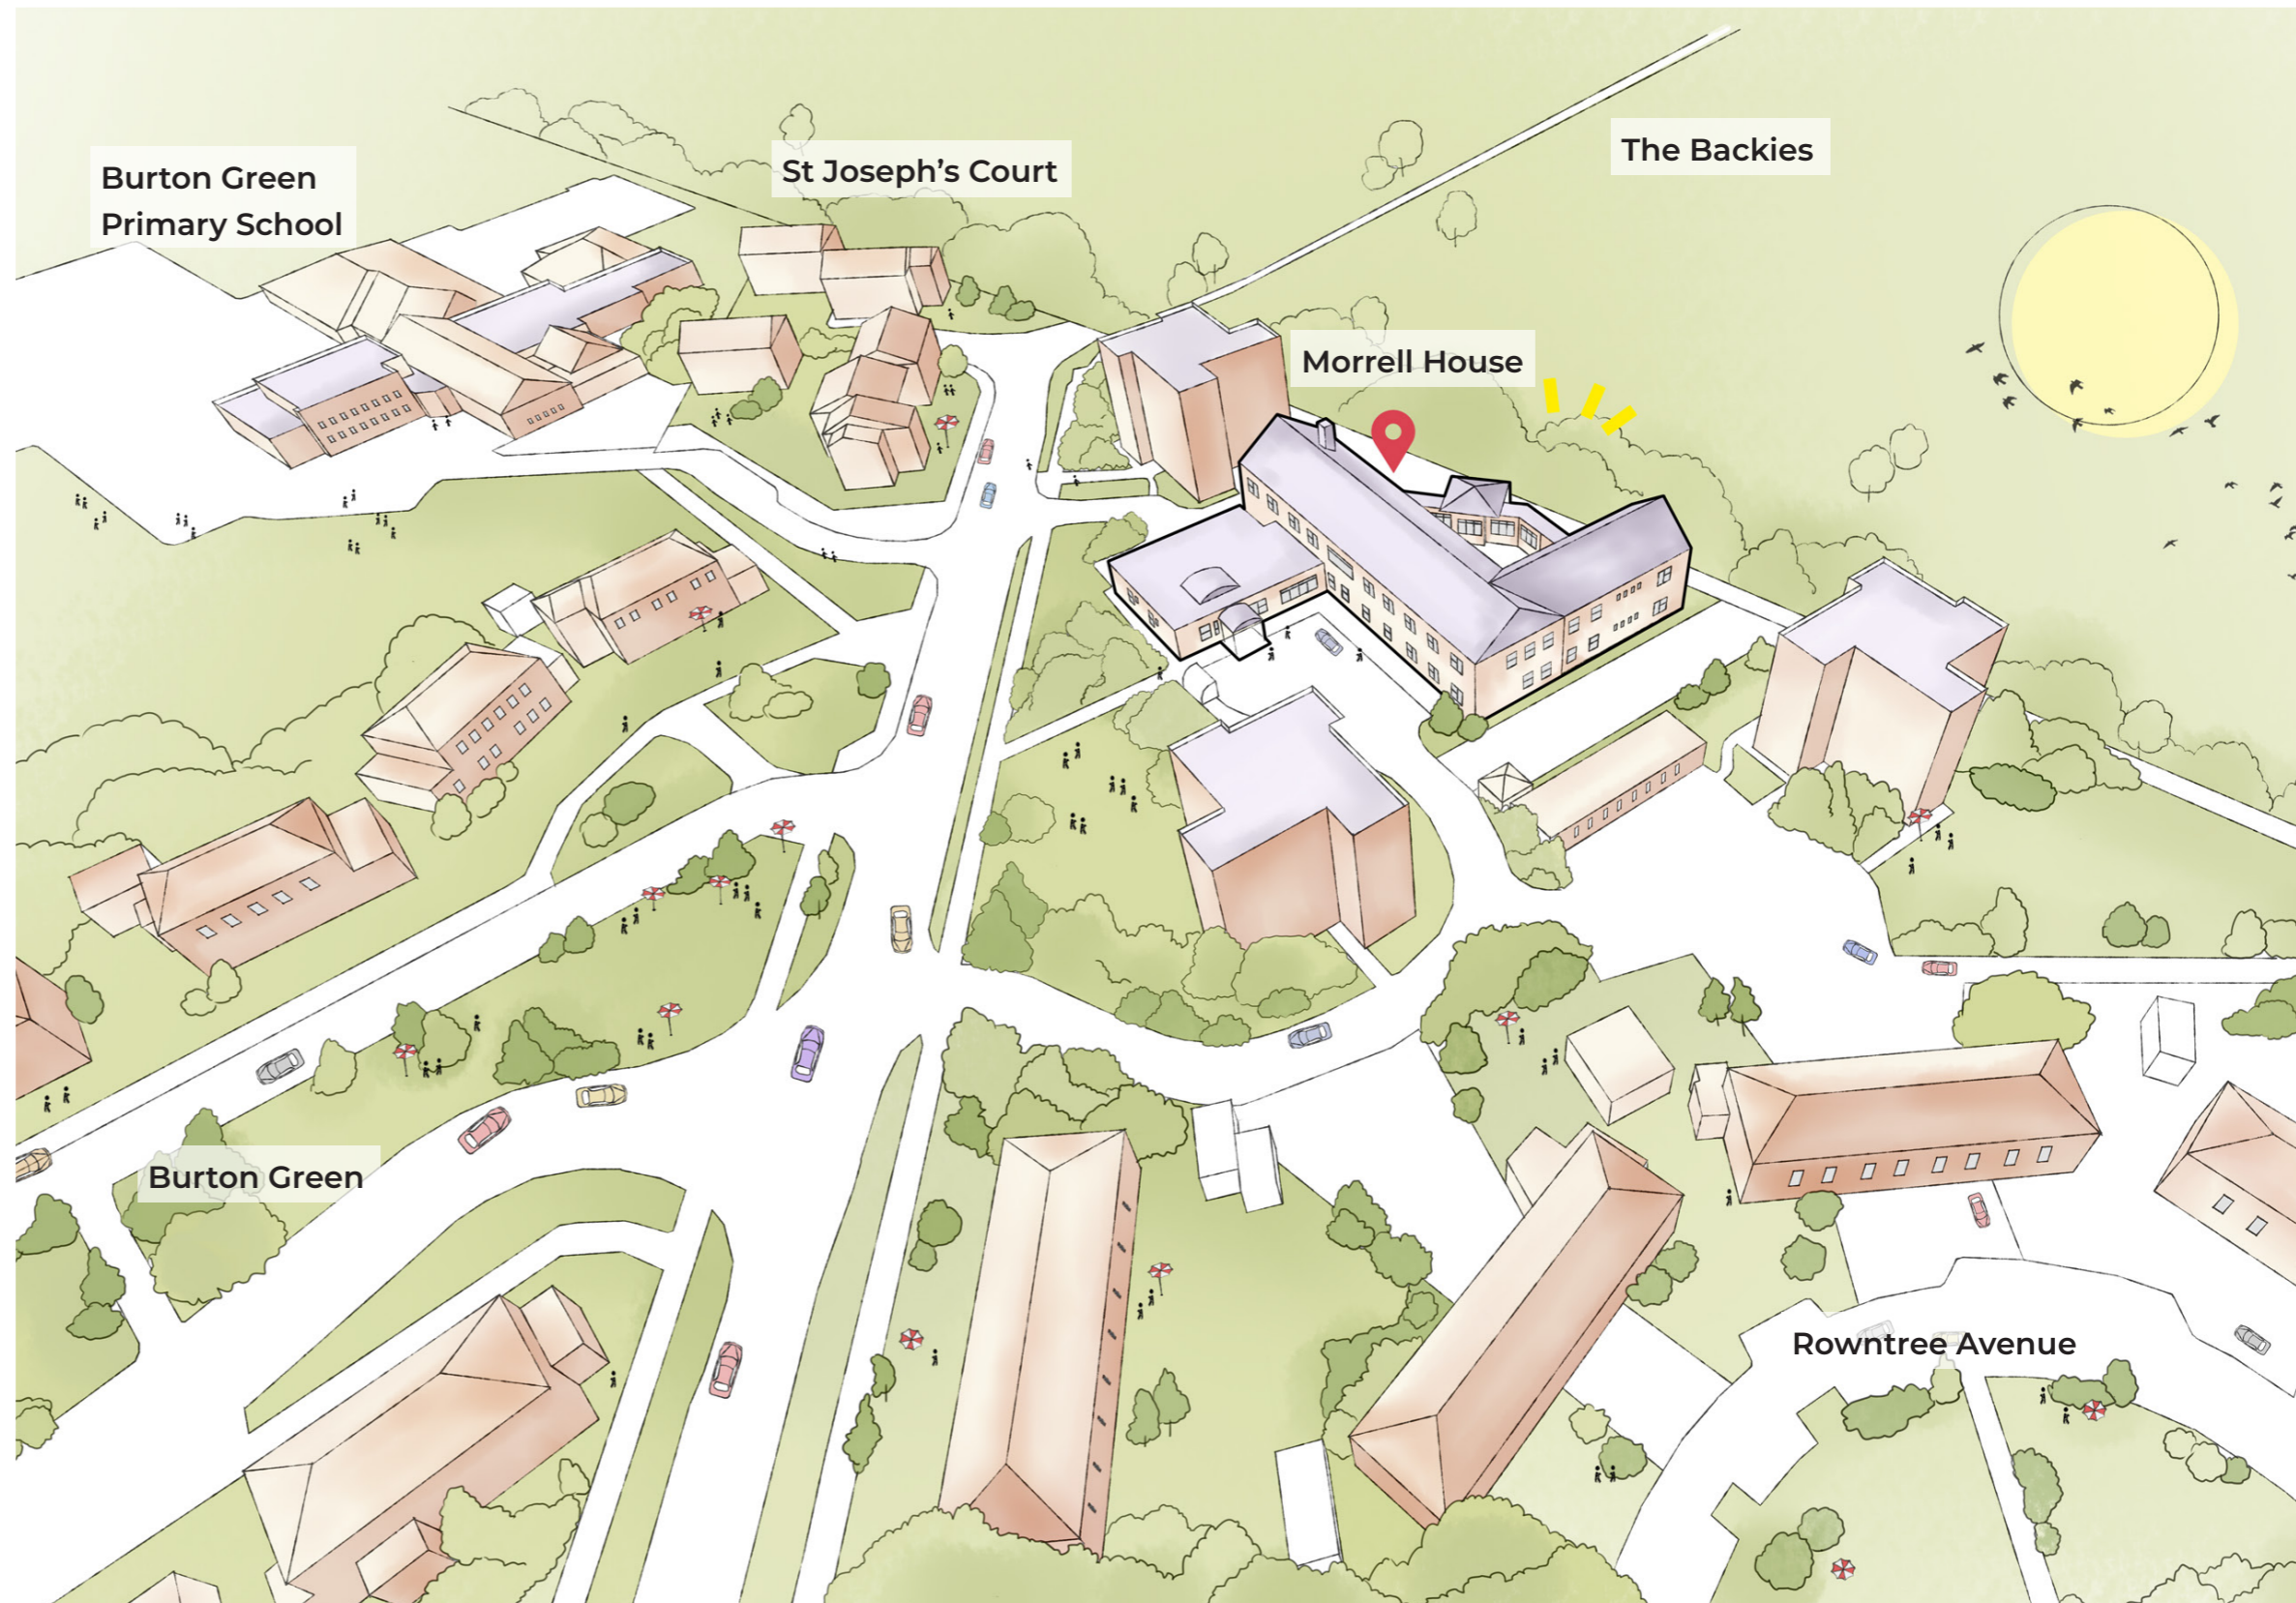 Burton Green
Primary School
St Joseph’s Court
The Backies
Morrell House
Burton Green
Rowntree Avenue